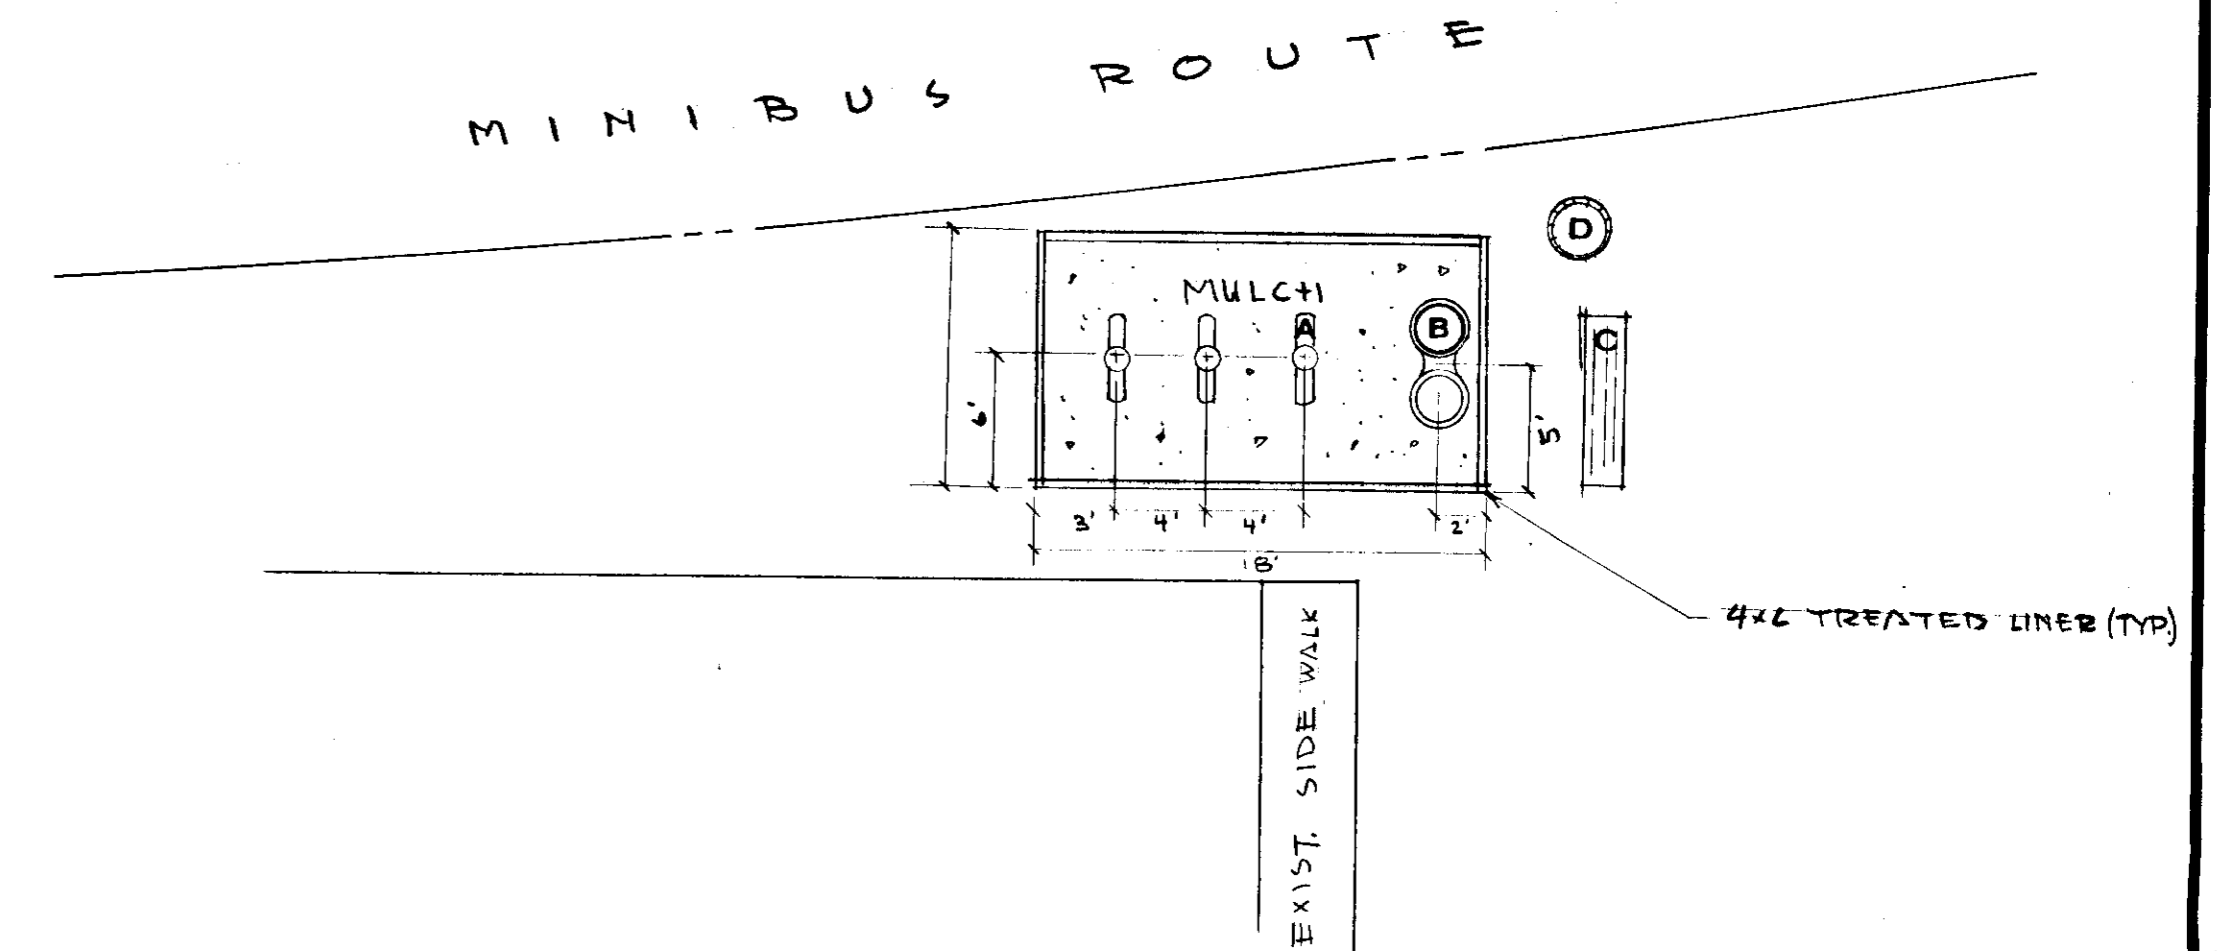 MINIBUS ROUTE
D
MULCH
A
B
C
6'
5'
3' 4' 4' 2'
18'
4x6 TREATED LINER (TYP.)
EXIST. SIDE WALK